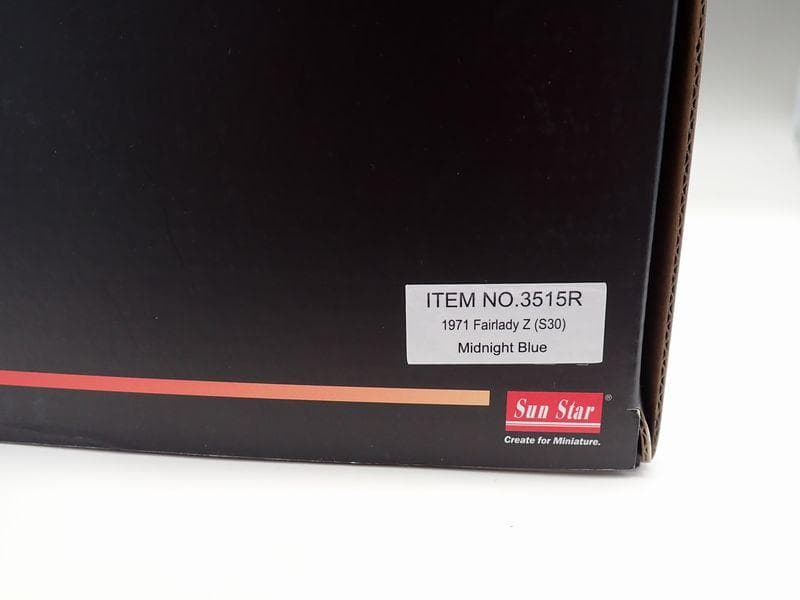 ITEM NO.3515R
1971 Fairlady Z (S30)
Midnight Blue
Sun Star ®
Create for Miniature.